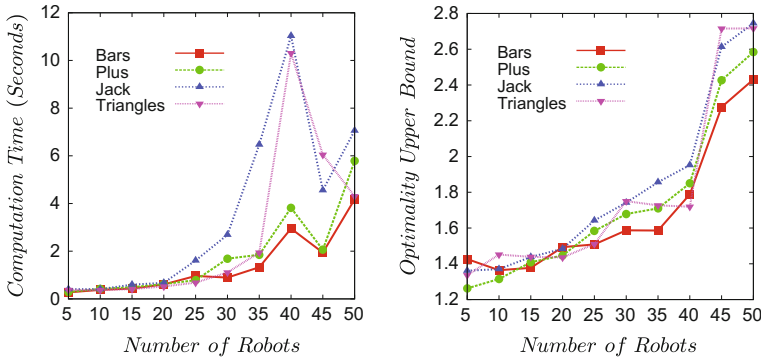 12
10
8
6
4
2
0
Computation Time (Seconds)
Bars
Plus
Jack
Triangles
5 10 15 20 25 30 35 40 45 50
Number of Robots
2.8
2.6
2.4
2.2
2
1.8
1.6
1.4
1.2
Optimality Upper Bound
Bars
Plus
Jack
Triangles
5 10 15 20 25 30 35 40 45 50
Number of Robots